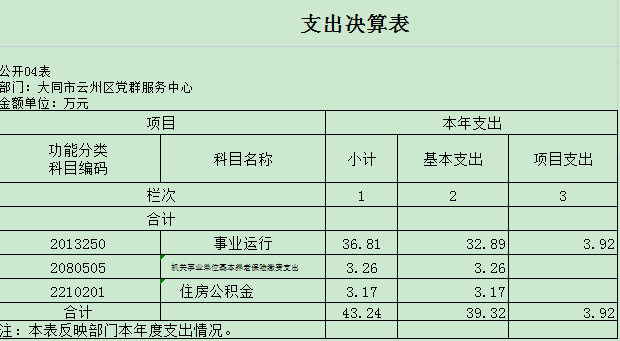 支出决算表
公开04表
部门：大同市云州区党群服务中心
金额单位：万元
项目 本年支出
功能分类科目编码 科目名称 小计 基本支出 项目支出
栏次 1 2 3
合计
2013250 事业运行 36.81 32.89 3.92
2080505 机关事业单位基本养老保险缴费支出 3.26 3.26
2210201 住房公积金 3.17 3.17
合计 43.24 39.32 3.92
注：本表反映部门本年度支出情况。